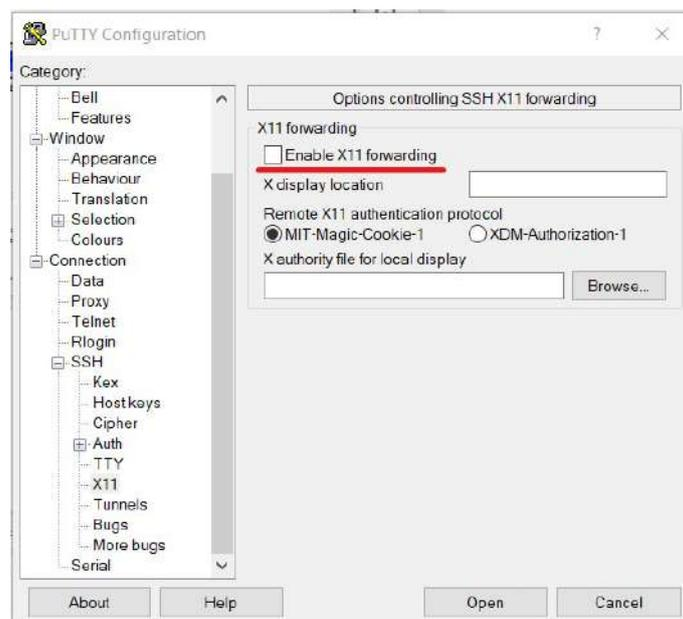 PuTTY Configuration
Category:
Bell
Features
Window
Appearance
Behaviour
Translation
Selection
Colours
Connection
Data
Proxy
Telnet
Rlogin
SSH
Kex
Host keys
Cipher
Auth
TTY
X11
Tunnels
Bugs
More bugs
Serial
Options controlling SSH X11 forwarding
X11 forwarding
Enable X11 forwarding
X display location
Remote X11 authentication protocol
MIT-Magic-Cookie-1 XDM-Authorization-1
X authority file for local display
Browse...
About Help Open Cancel